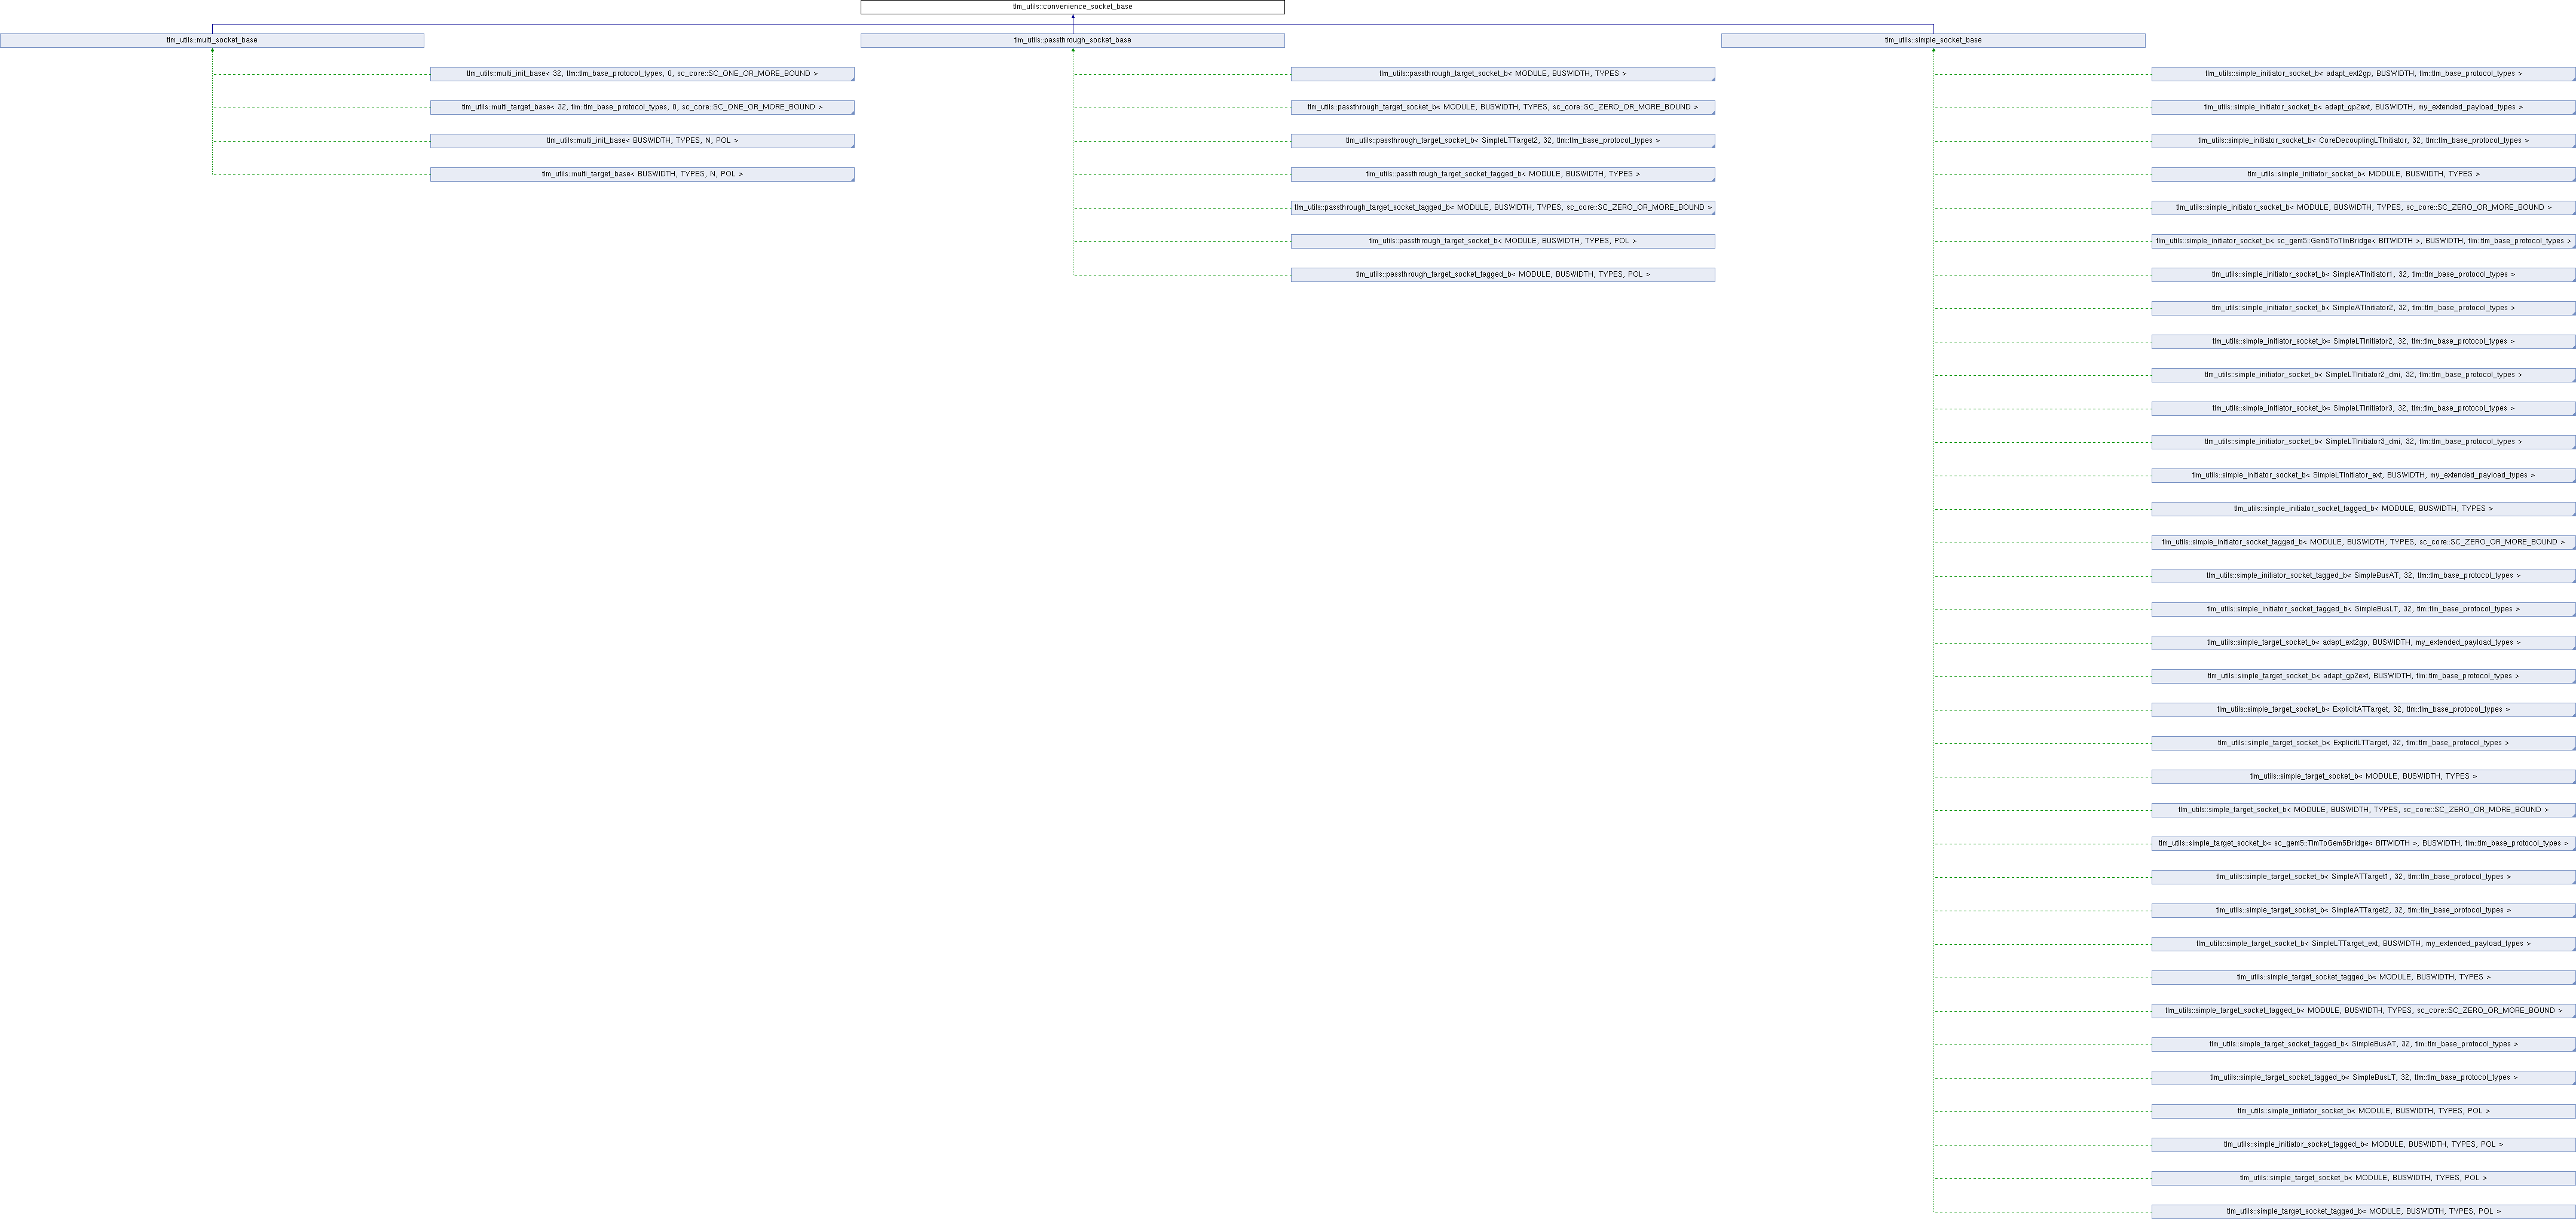 tlm_utils::convenience_socket_base
tlm_utils::multi_socket_base
tlm_utils::passthrough_socket_base
tlm_utils::simple_socket_base
tlm_utils::multi_init_base< 32, tlm::tlm_base_protocol_types, 0, sc_core::SC_ONE_OR_MORE_BOUND >
tlm_utils::multi_target_base< 32, tlm::tlm_base_protocol_types, 0, sc_core::SC_ONE_OR_MORE_BOUND >
tlm_utils::multi_init_base< BUSWIDTH, TYPES, N, POL >
tlm_utils::multi_target_base< BUSWIDTH, TYPES, N, POL >
tlm_utils::passthrough_target_socket_b< MODULE, BUSWIDTH, TYPES >
tlm_utils::passthrough_target_socket_b< MODULE, BUSWIDTH, TYPES, sc_core::SC_ZERO_OR_MORE_BOUND >
tlm_utils::passthrough_target_socket_b< SimpleLTTarget2, 32, tlm::tlm_base_protocol_types >
tlm_utils::passthrough_target_socket_tagged_b< MODULE, BUSWIDTH, TYPES >
tlm_utils::passthrough_target_socket_tagged_b< MODULE, BUSWIDTH, TYPES, sc_core::SC_ZERO_OR_MORE_BOUND >
tlm_utils::passthrough_target_socket_b< MODULE, BUSWIDTH, TYPES, POL >
tlm_utils::passthrough_target_socket_tagged_b< MODULE, BUSWIDTH, TYPES, POL >
tlm_utils::simple_initiator_socket_b< adapt_ext2gp, BUSWIDTH, tlm::tlm_base_protocol_types >
tlm_utils::simple_initiator_socket_b< adapt_gp2ext, BUSWIDTH, my_extended_payload_types >
tlm_utils::simple_initiator_socket_b< CoreDecouplingLTInitiator, 32, tlm::tlm_base_protocol_types >
tlm_utils::simple_initiator_socket_b< MODULE, BUSWIDTH, TYPES >
tlm_utils::simple_initiator_socket_b< MODULE, BUSWIDTH, TYPES, sc_core::SC_ZERO_OR_MORE_BOUND >
tlm_utils::simple_initiator_socket_b< sc_gem5::Gem5ToTlmBridge< BITWIDTH >, BUSWIDTH, tlm::tlm_base_protocol_types >
tlm_utils::simple_initiator_socket_b< SimpleATInitiator1, 32, tlm::tlm_base_protocol_types >
tlm_utils::simple_initiator_socket_b< SimpleATInitiator2, 32, tlm::tlm_base_protocol_types >
tlm_utils::simple_initiator_socket_b< SimpleLTInitiator2, 32, tlm::tlm_base_protocol_types >
tlm_utils::simple_initiator_socket_b< SimpleLTInitiator2_dmi, 32, tlm::tlm_base_protocol_types >
tlm_utils::simple_initiator_socket_b< SimpleLTInitiator3, 32, tlm::tlm_base_protocol_types >
tlm_utils::simple_initiator_socket_b< SimpleLTInitiator3_dmi, 32, tlm::tlm_base_protocol_types >
tlm_utils::simple_initiator_socket_b< SimpleLTInitiator_ext, BUSWIDTH, my_extended_payload_types >
tlm_utils::simple_initiator_socket_tagged_b< MODULE, BUSWIDTH, TYPES >
tlm_utils::simple_initiator_socket_tagged_b< MODULE, BUSWIDTH, TYPES, sc_core::SC_ZERO_OR_MORE_BOUND >
tlm_utils::simple_initiator_socket_tagged_b< SimpleBusAT, 32, tlm::tlm_base_protocol_types >
tlm_utils::simple_initiator_socket_tagged_b< SimpleBusLT, 32, tlm::tlm_base_protocol_types >
tlm_utils::simple_target_socket_b< adapt_ext2gp, BUSWIDTH, my_extended_payload_types >
tlm_utils::simple_target_socket_b< adapt_gp2ext, BUSWIDTH, tlm::tlm_base_protocol_types >
tlm_utils::simple_target_socket_b< ExplicitATTarget, 32, tlm::tlm_base_protocol_types >
tlm_utils::simple_target_socket_b< ExplicitLTTarget, 32, tlm::tlm_base_protocol_types >
tlm_utils::simple_target_socket_b< MODULE, BUSWIDTH, TYPES >
tlm_utils::simple_target_socket_b< MODULE, BUSWIDTH, TYPES, sc_core::SC_ZERO_OR_MORE_BOUND >
tlm_utils::simple_target_socket_b< sc_gem5::TlmToGem5Bridge< BITWIDTH >, BUSWIDTH, tlm::tlm_base_protocol_types >
tlm_utils::simple_target_socket_b< SimpleATTarget1, 32, tlm::tlm_base_protocol_types >
tlm_utils::simple_target_socket_b< SimpleATTarget2, 32, tlm::tlm_base_protocol_types >
tlm_utils::simple_target_socket_b< SimpleLTTarget_ext, BUSWIDTH, my_extended_payload_types >
tlm_utils::simple_target_socket_tagged_b< MODULE, BUSWIDTH, TYPES >
tlm_utils::simple_target_socket_tagged_b< MODULE, BUSWIDTH, TYPES, sc_core::SC_ZERO_OR_MORE_BOUND >
tlm_utils::simple_target_socket_tagged_b< SimpleBusAT, 32, tlm::tlm_base_protocol_types >
tlm_utils::simple_target_socket_tagged_b< SimpleBusLT, 32, tlm::tlm_base_protocol_types >
tlm_utils::simple_initiator_socket_b< MODULE, BUSWIDTH, TYPES, POL >
tlm_utils::simple_initiator_socket_tagged_b< MODULE, BUSWIDTH, TYPES, POL >
tlm_utils::simple_target_socket_b< MODULE, BUSWIDTH, TYPES, POL >
tlm_utils::simple_target_socket_tagged_b< MODULE, BUSWIDTH, TYPES, POL >